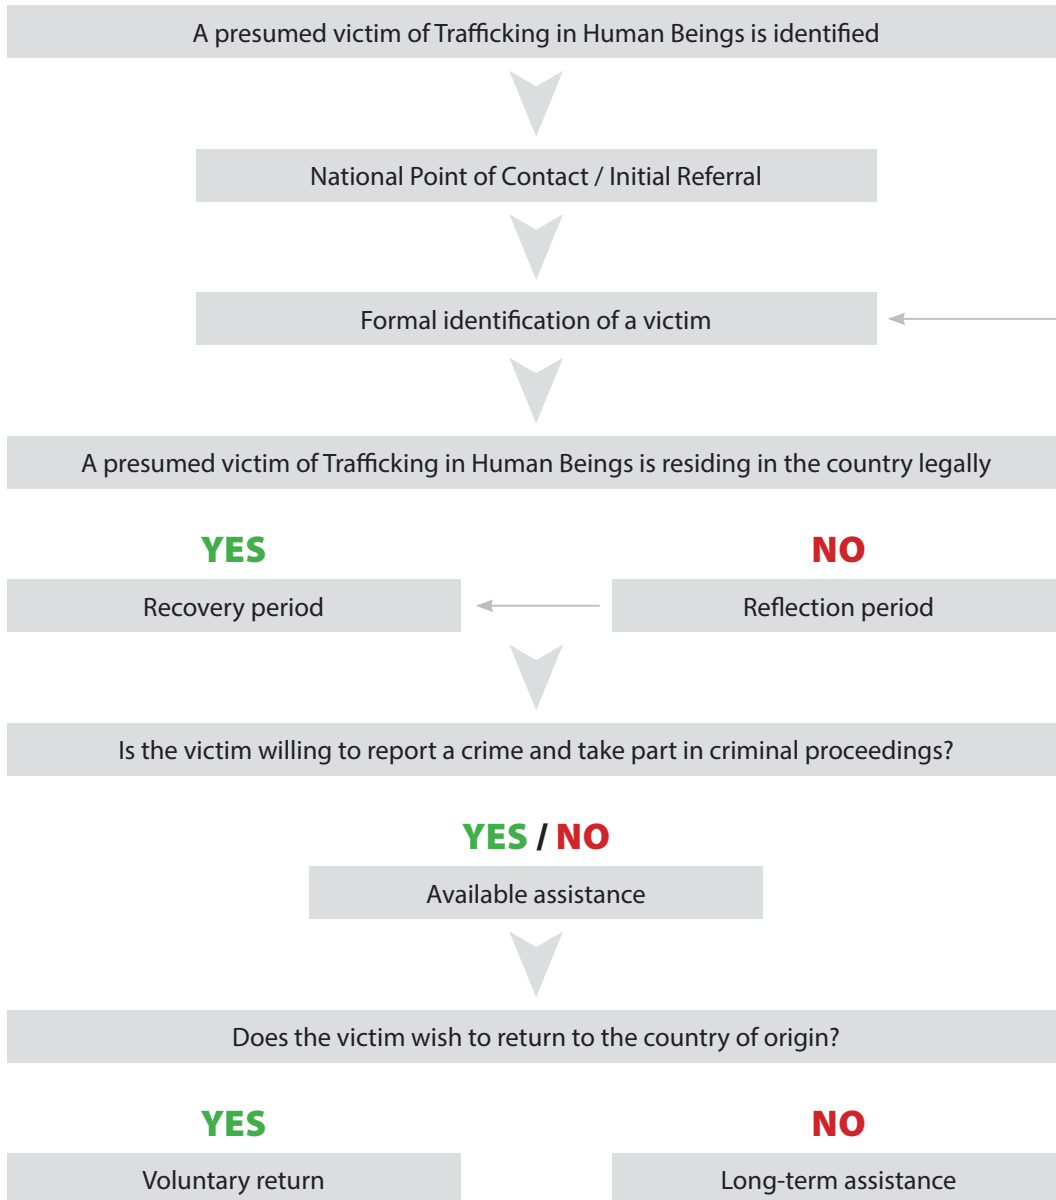 A presumed victim of Trafficking in Human Beings is identified
National Point of Contact / Initial Referral
Formal identification of a victim
A presumed victim of Trafficking in Human Beings is residing in the country legally
YES
NO
Recovery period
Reflection period
Is the victim willing to report a crime and take part in criminal proceedings?
YES / NO
Available assistance
Does the victim wish to return to the country of origin?
YES
NO
Voluntary return
Long-term assistance